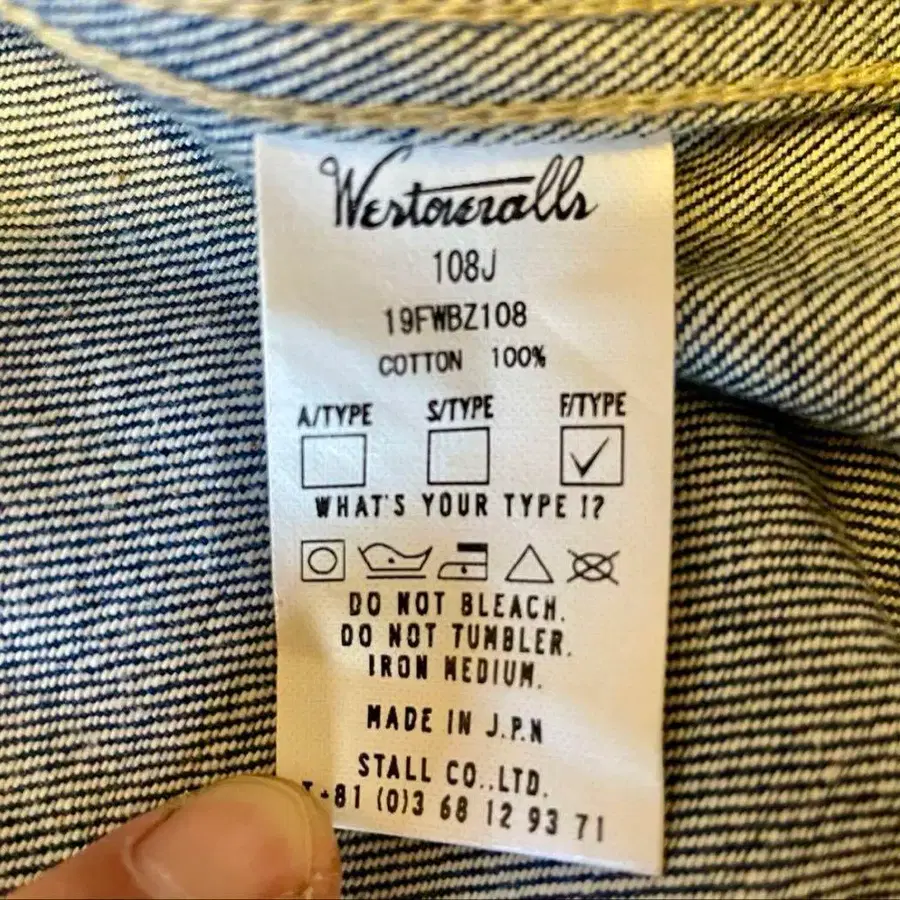 Westoveralls
108J
19FWBZ108
COTTON 100%
A/TYPE S/TYPE F/TYPE
WHAT'S YOUR TYPE !?
DO NOT BLEACH.
DO NOT TUMBLER.
IRON MEDIUM.
MADE IN J.P.N
STALL CO.,LTD.
T +81 (0)3 68 12 93 71